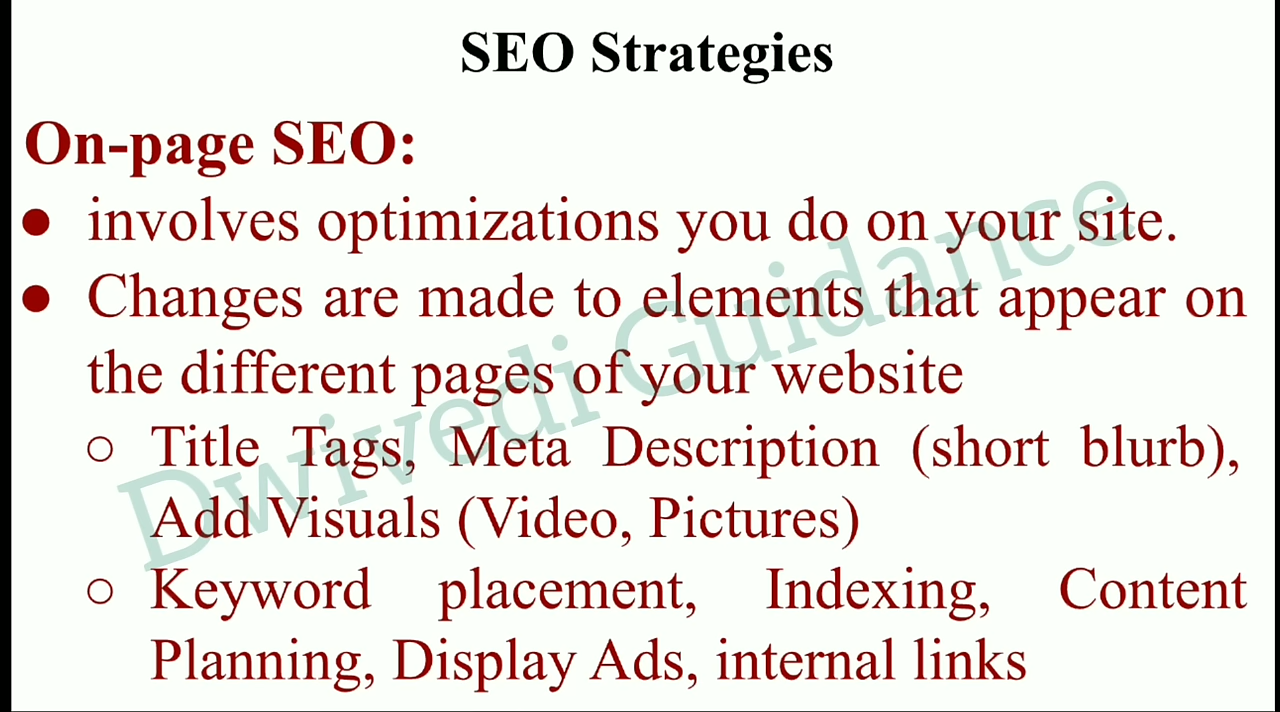 SEO Strategies
On-page SEO:
● involves optimizations you do on your site.
● Changes are made to elements that appear on
the different pages of your website
○ Title Tags, Meta Description (short blurb),
Add Visuals (Video, Pictures)
○ Keyword placement, Indexing, Content
Planning, Display Ads, internal links
Dwivedi Guidance